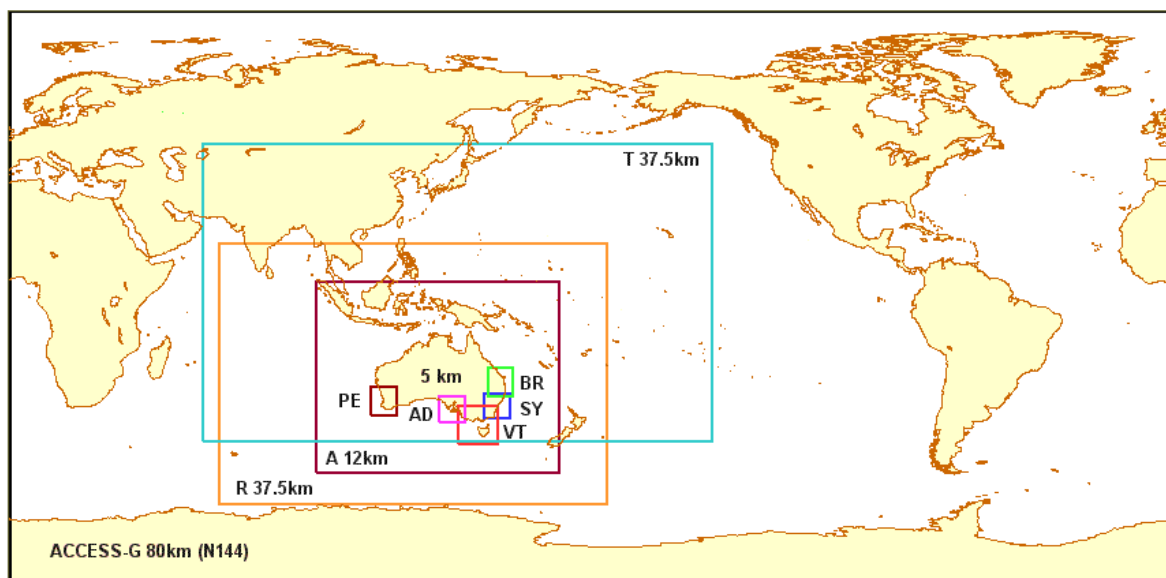 T 37.5km
5 km
BR
PE
SY
AD
VT
A 12km
R 37.5km
ACCESS-G 80km (N144)